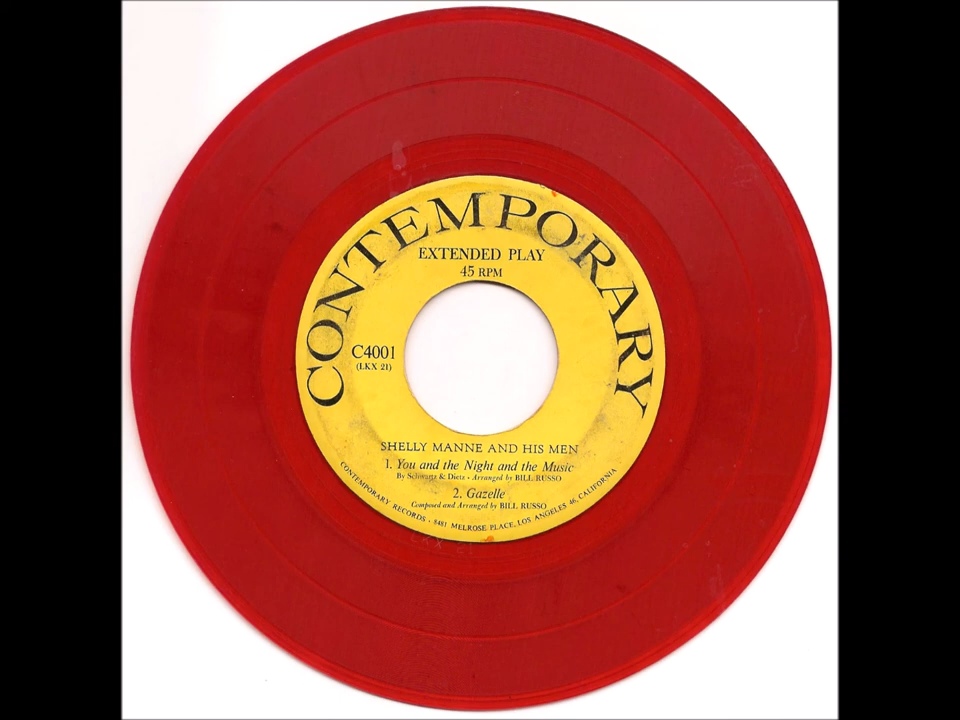 CONTEMPORARY
EXTENDED PLAY
45 RPM
C4001
(LKX 21)
SHELLY MANNE AND HIS MEN
1. You and the Night and the Music
By Schwartz & Dietz - Arranged by BILL RUSSO
2. Gazelle
Composed and Arranged by BILL RUSSO
CONTEMPORARY RECORDS - 8481 MELROSE PLACE, LOS ANGELES 46, CALIFORNIA
LKX 21